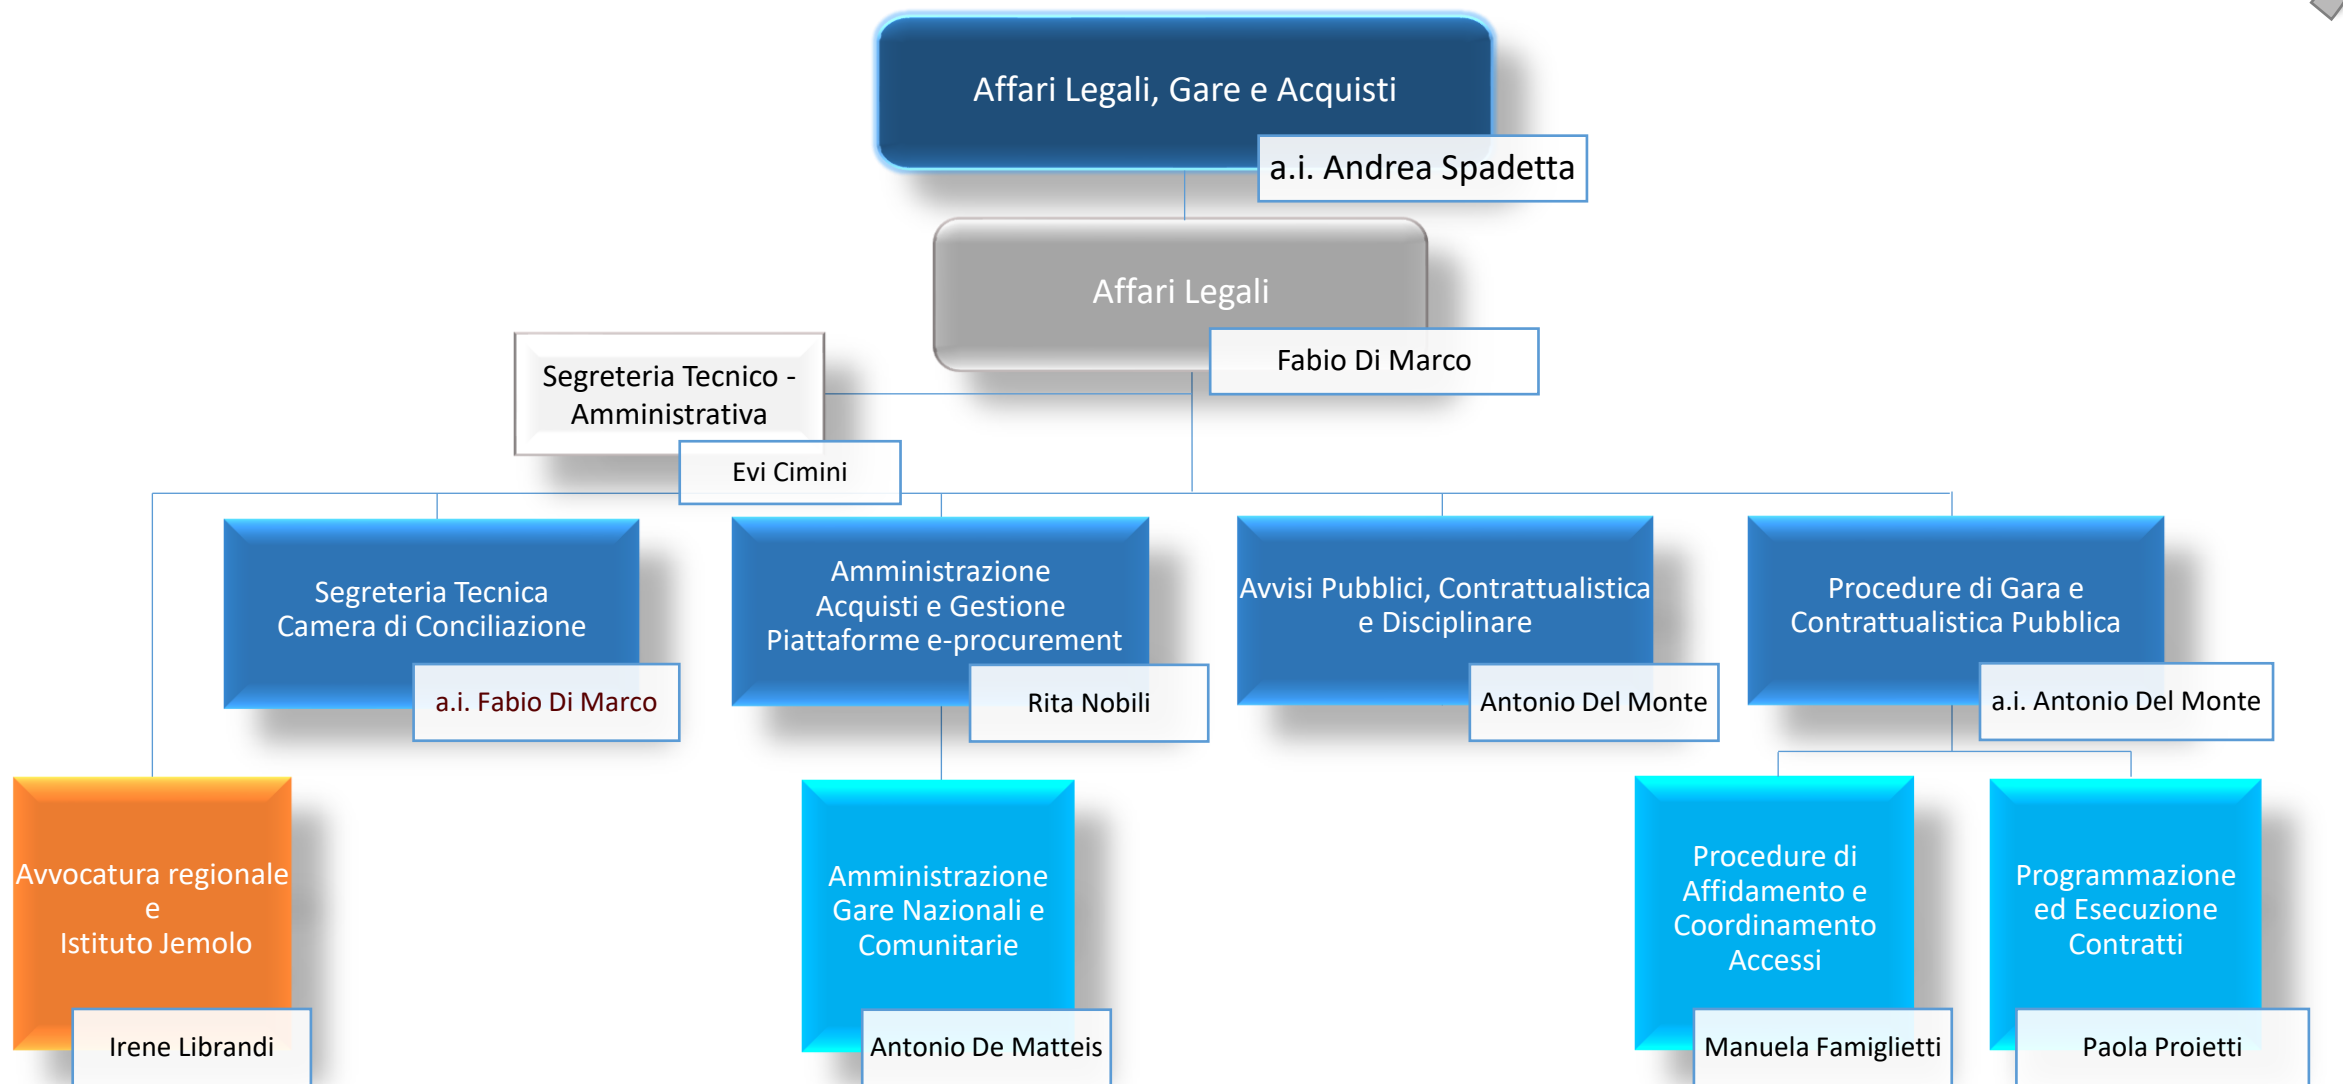 Affari Legali, Gare e Acquisti
a.i. Andrea Spadetta
Affari Legali
Fabio Di Marco
Segreteria Tecnico -
Amministrativa
Evi Cimini
Segreteria Tecnica
Camera di Conciliazione
a.i. Fabio Di Marco
Amministrazione
Acquisti e Gestione
Piattaforme e-procurement
Rita Nobili
Avvisi Pubblici, Contrattualistica
e Disciplinare
Antonio Del Monte
Procedure di Gara e
Contrattualistica Pubblica
a.i. Antonio Del Monte
Avvocatura regionale
e
Istituto Jemolo
Irene Librandi
Amministrazione
Gare Nazionali e
Comunitarie
Antonio De Matteis
Procedure di
Affidamento e
Coordinamento
Accessi
Manuela Famiglietti
Programmazione
ed Esecuzione
Contratti
Paola Proietti